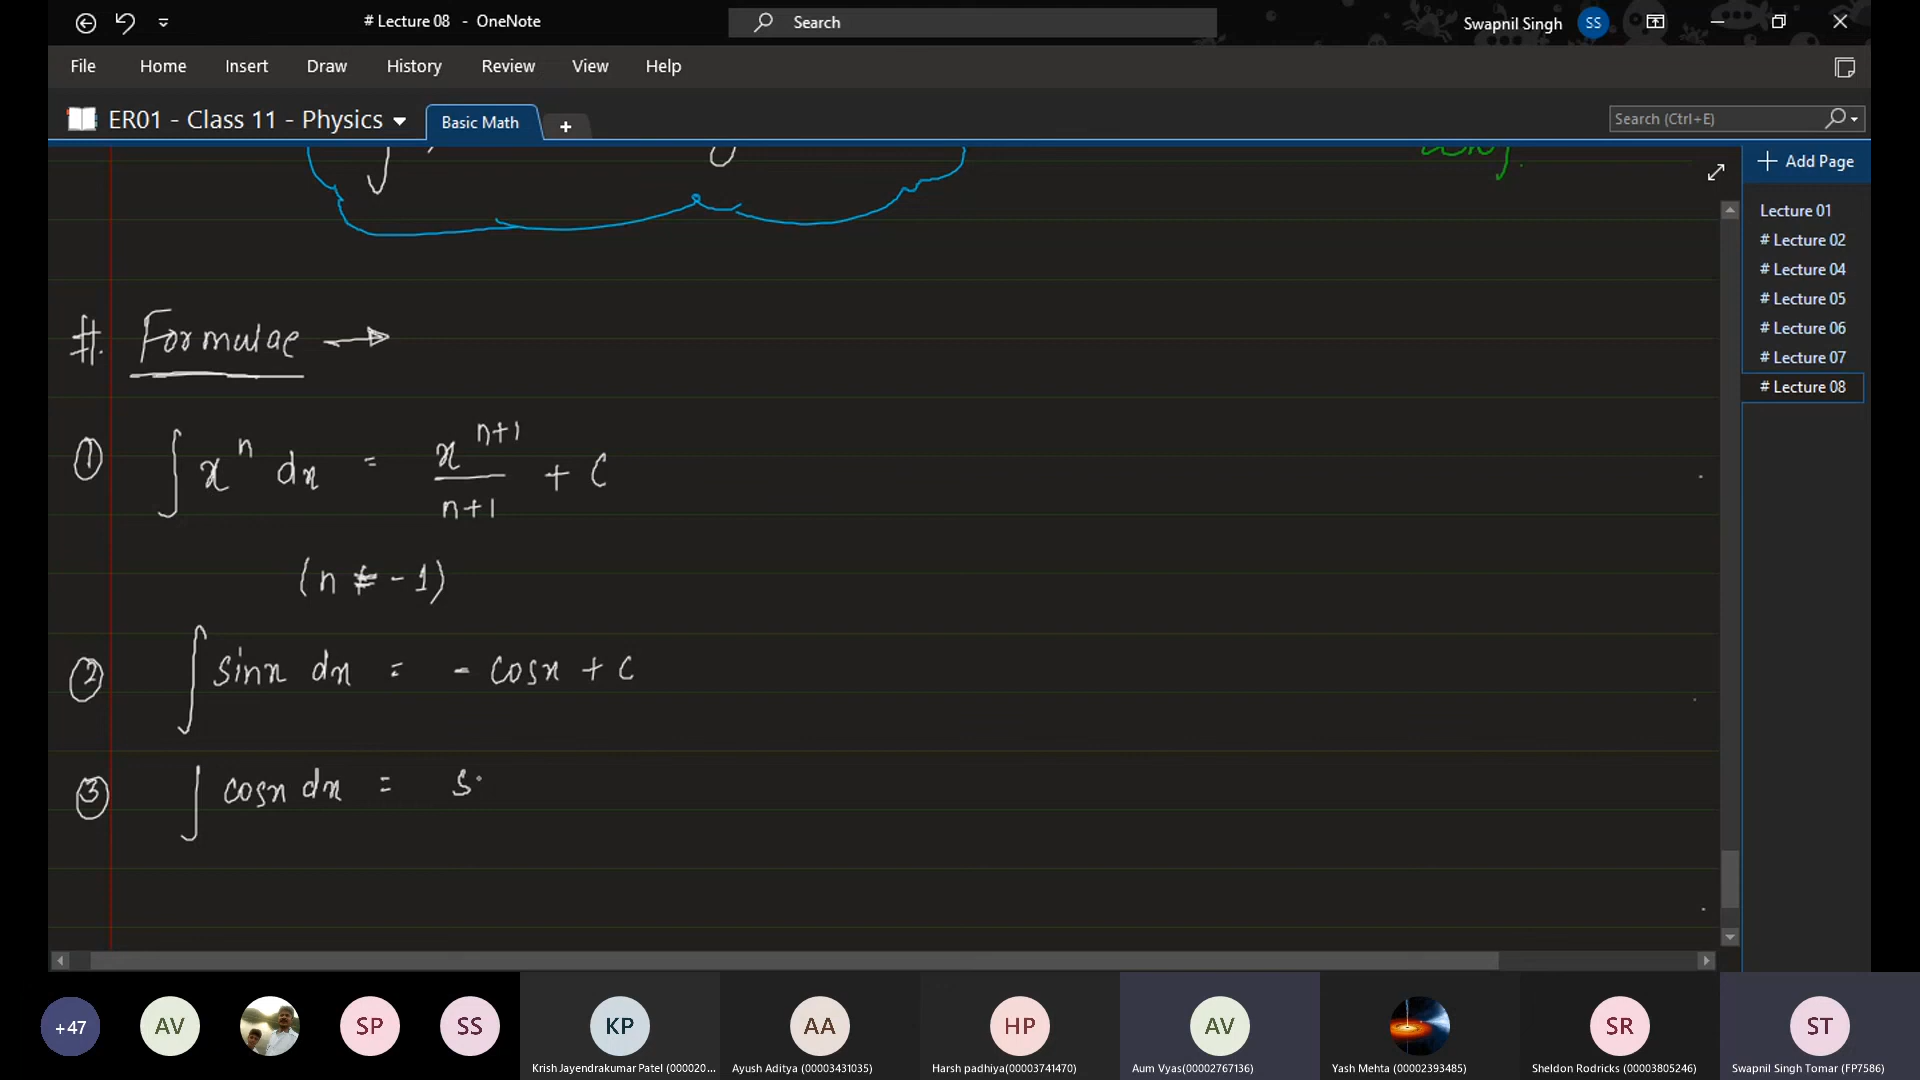 # Lecture 08 - OneNote
Search
Swapnil Singh
SS
File Home Insert Draw History Review View Help
ER01 - Class 11 - Physics
Basic Math
+
Search (Ctrl+E)
Add Page
Lecture 01
# Lecture 02
# Lecture 04
# Lecture 05
# Lecture 06
# Lecture 07
# Lecture 08
#. Formulae →
① ∫ x^n dx = x^(n+1)/(n+1) + C
(n ≠ -1)
② ∫ sinx dx = - cosx + C
③ ∫ cosx dx = s
+47 AV SP SS KP AA HP AV SR ST
Krish Jayendrakumar Patel (000020...
Ayush Aditya (00003431035)
Harsh padhiya(00003741470)
Aum Vyas(00002767136)
Yash Mehta (00002393485)
Sheldon Rodricks (00003805246)
Swapnil Singh Tomar (FP7586)